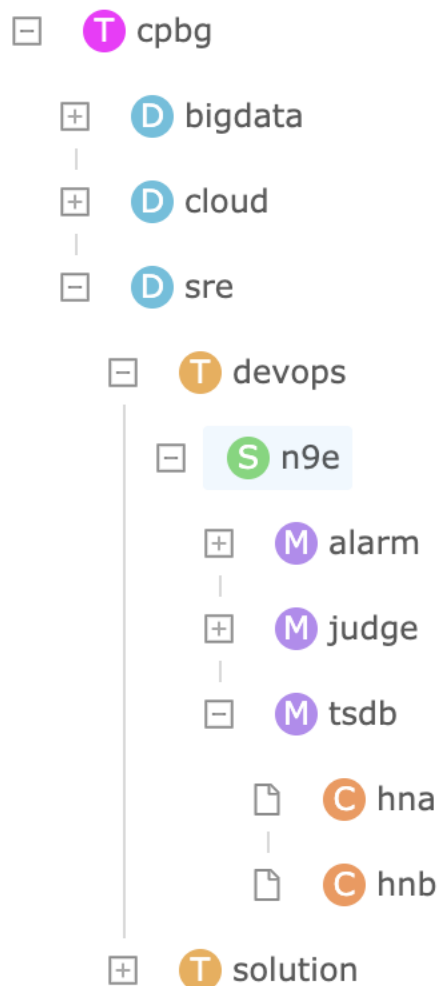 T cpbg
D bigdata
D cloud
D sre
T devops
S n9e
M alarm
M judge
M tsdb
C hna
C hnb
T solution